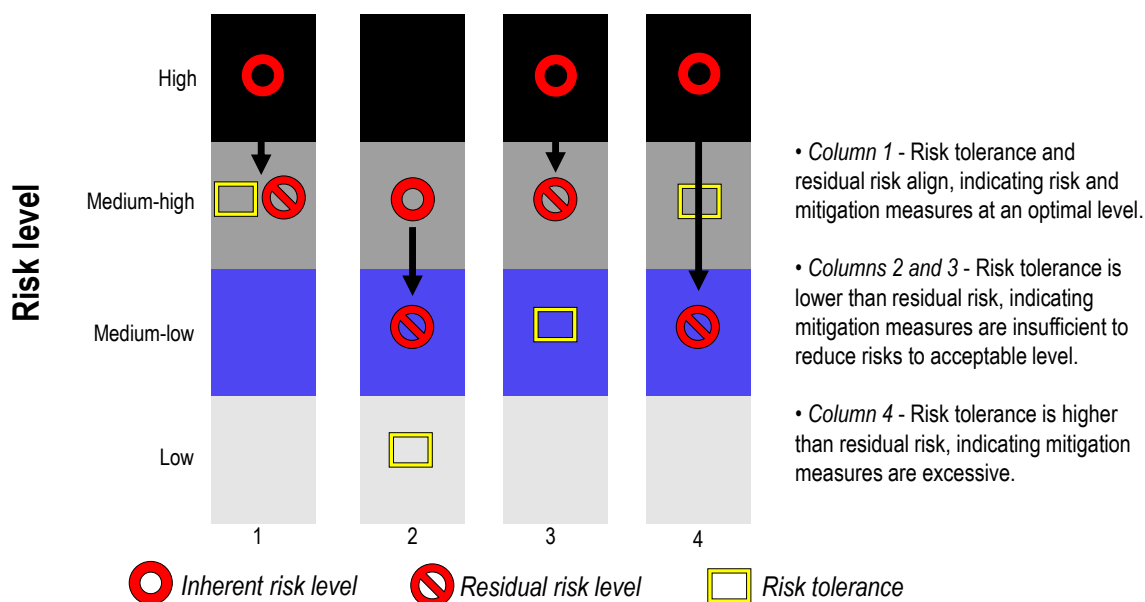 High
Medium-high
Medium-low
Low
Risk level
1
2
3
4
• Column 1 - Risk tolerance and
residual risk align, indicating risk and
mitigation measures at an optimal level.
• Columns 2 and 3 - Risk tolerance is
lower than residual risk, indicating
mitigation measures are insufficient to
reduce risks to acceptable level.
• Column 4 - Risk tolerance is higher
than residual risk, indicating mitigation
measures are excessive.
Inherent risk level
Residual risk level
Risk tolerance